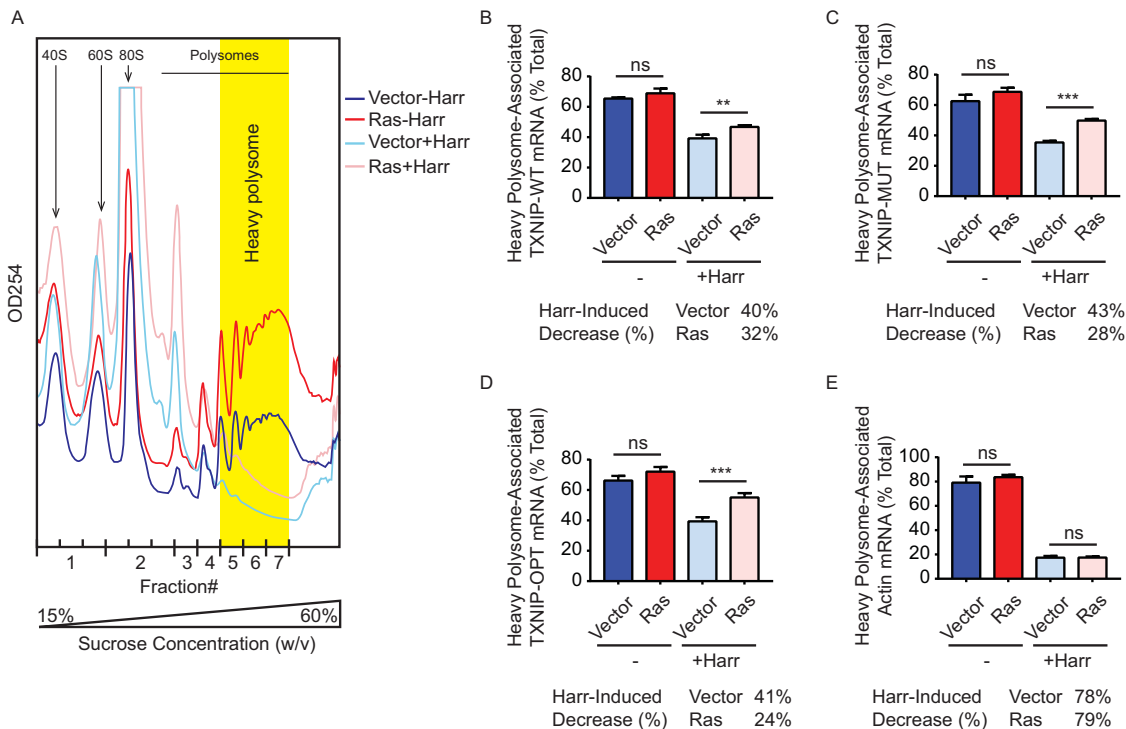 A
40S
60S
80S
Polysomes
Heavy polysome
Vector-Harr
Ras-Harr
Vector+Harr
Ras+Harr
OD254
1 2 3 4 5 6 7
Fraction#
15% 60%
Sucrose Concentration (w/v)
B
Heavy Polysome-Associated
TXNIP-WT mRNA (% Total)
80
60
40
20
0
ns
**
Vector Ras Vector Ras
- +Harr
Harr-Induced Vector 40%
Decrease (%) Ras 32%
C
Heavy Polysome-Associated
TXNIP-MUT mRNA (% Total)
80
60
40
20
0
ns
***
Vector Ras Vector Ras
- +Harr
Harr-Induced Vector 43%
Decrease (%) Ras 28%
D
Heavy Polysome-Associated
TXNIP-OPT mRNA (% Total)
80
60
40
20
0
ns
***
Vector Ras Vector Ras
- +Harr
Harr-Induced Vector 41%
Decrease (%) Ras 24%
E
Heavy Polysome-Associated
Actin mRNA (% Total)
100
80
60
40
20
0
ns
ns
Vector Ras Vector Ras
- +Harr
Harr-Induced Vector 78%
Decrease (%) Ras 79%